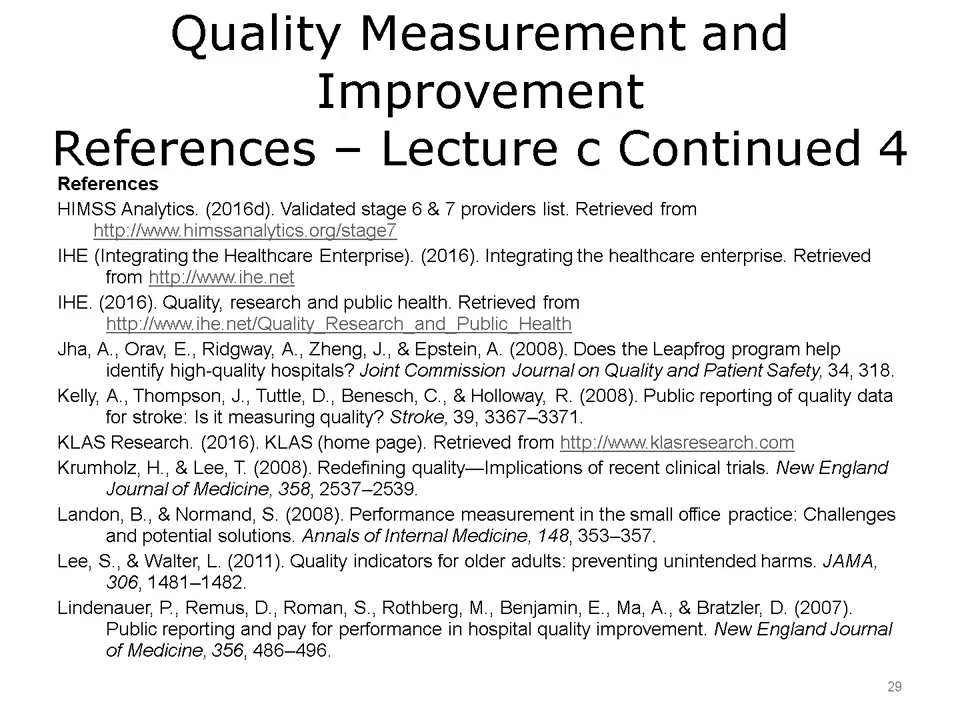 Quality Measurement and
Improvement
References – Lecture c Continued 4
References
HIMSS Analytics. (2016d). Validated stage 6 & 7 providers list. Retrieved from
http://www.himssanalytics.org/stage7
IHE (Integrating the Healthcare Enterprise). (2016). Integrating the healthcare enterprise. Retrieved
from http://www.ihe.net
IHE. (2016). Quality, research and public health. Retrieved from
http://www.ihe.net/Quality_Research_and_Public_Health
Jha, A., Orav, E., Ridgway, A., Zheng, J., & Epstein, A. (2008). Does the Leapfrog program help
identify high-quality hospitals? Joint Commission Journal on Quality and Patient Safety, 34, 318.
Kelly, A., Thompson, J., Tuttle, D., Benesch, C., & Holloway, R. (2008). Public reporting of quality data
for stroke: Is it measuring quality? Stroke, 39, 3367–3371.
KLAS Research. (2016). KLAS (home page). Retrieved from http://www.klasresearch.com
Krumholz, H., & Lee, T. (2008). Redefining quality—Implications of recent clinical trials. New England
Journal of Medicine, 358, 2537–2539.
Landon, B., & Normand, S. (2008). Performance measurement in the small office practice: Challenges
and potential solutions. Annals of Internal Medicine, 148, 353–357.
Lee, S., & Walter, L. (2011). Quality indicators for older adults: preventing unintended harms. JAMA,
306, 1481–1482.
Lindenauer, P., Remus, D., Roman, S., Rothberg, M., Benjamin, E., Ma, A., & Bratzler, D. (2007).
Public reporting and pay for performance in hospital quality improvement. New England Journal
of Medicine, 356, 486–496.
29